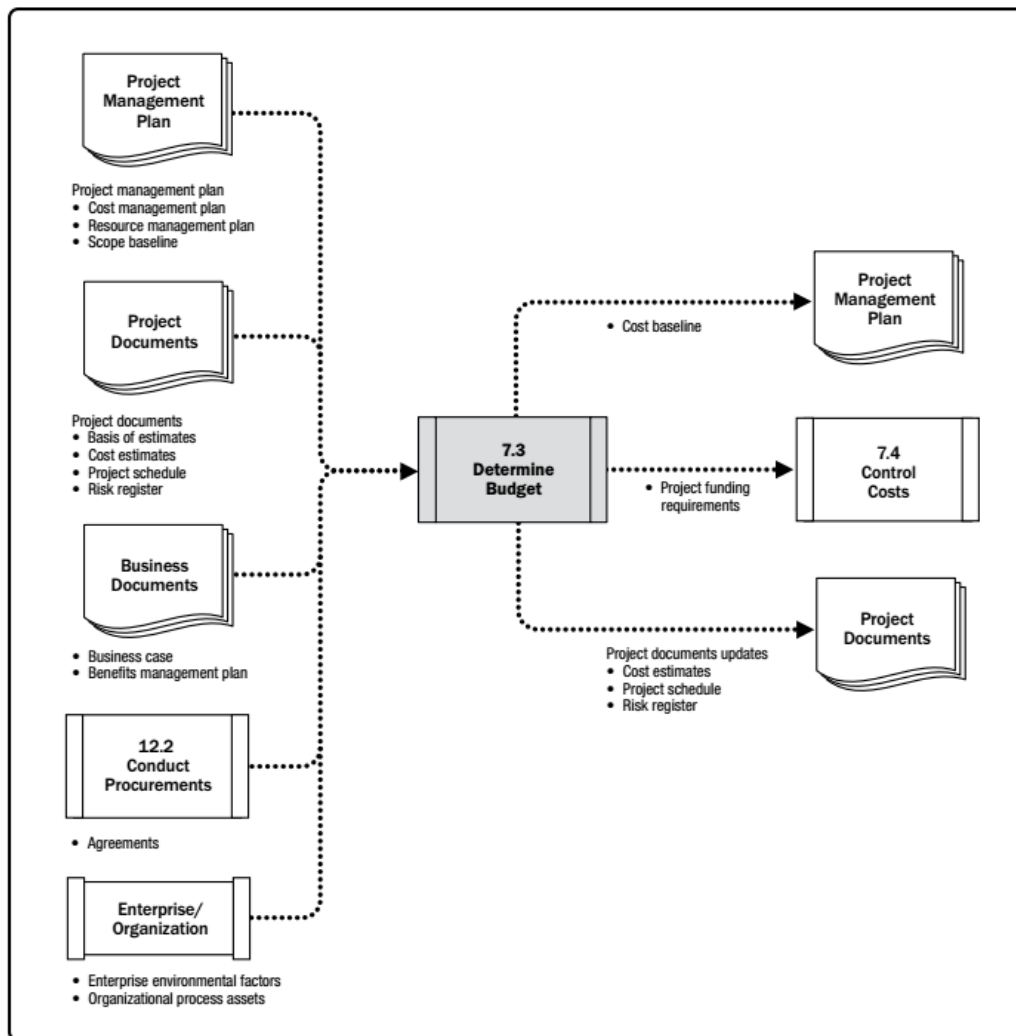 Project
Management
Plan
Project management plan
• Cost management plan
• Resource management plan
• Scope baseline
Project
Documents
Project documents
• Basis of estimates
• Cost estimates
• Project schedule
• Risk register
Business
Documents
• Business case
• Benefits management plan
12.2
Conduct
Procurements
• Agreements
Enterprise/
Organization
• Enterprise environmental factors
• Organizational process assets
7.3
Determine
Budget
• Cost baseline
Project
Management
Plan
• Project funding
requirements
7.4
Control
Costs
Project documents updates
• Cost estimates
• Project schedule
• Risk register
Project
Documents